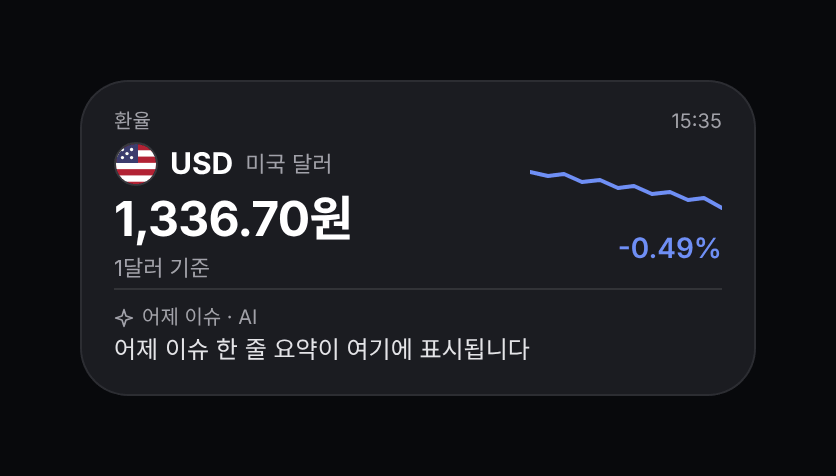 환율
15:35
USD 미국 달러
1,336.70원
-0.49%
1달러 기준
어제 이슈 · AI
어제 이슈 한 줄 요약이 여기에 표시됩니다